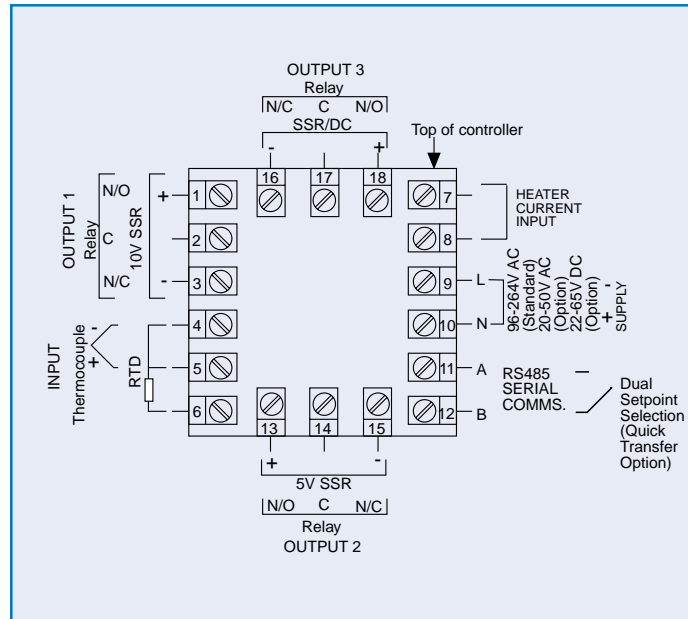 OUTPUT 3
Relay
N/C C N/O
SSR/DC
- +
Top of controller
16 17 18
OUTPUT 1
Relay
N/O
C
N/C
10V SSR
+
-
1
2
3
4
5
6
INPUT
Thermocouple
-
+
RTD
7
8
9
10
11
12
HEATER
CURRENT
INPUT
L
N
96-264V AC
(Standard)
20-50V AC
(Option)
22-65V DC
(Option)
- +
SUPPLY
A
B
RS485
SERIAL
COMMS.
Dual
Setpoint
Selection
(Quick
Transfer
Option)
13 14 15
+ -
5V SSR
N/O C N/C
Relay
OUTPUT 2